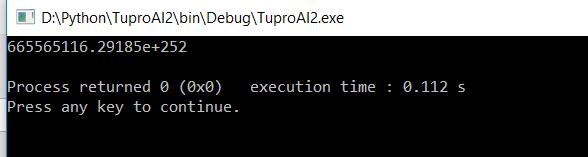 D:\Python\TuproAI2\bin\Debug\TuproAI2.exe
665565116.29185e+252
Process returned 0 (0x0)   execution time : 0.112 s
Press any key to continue.